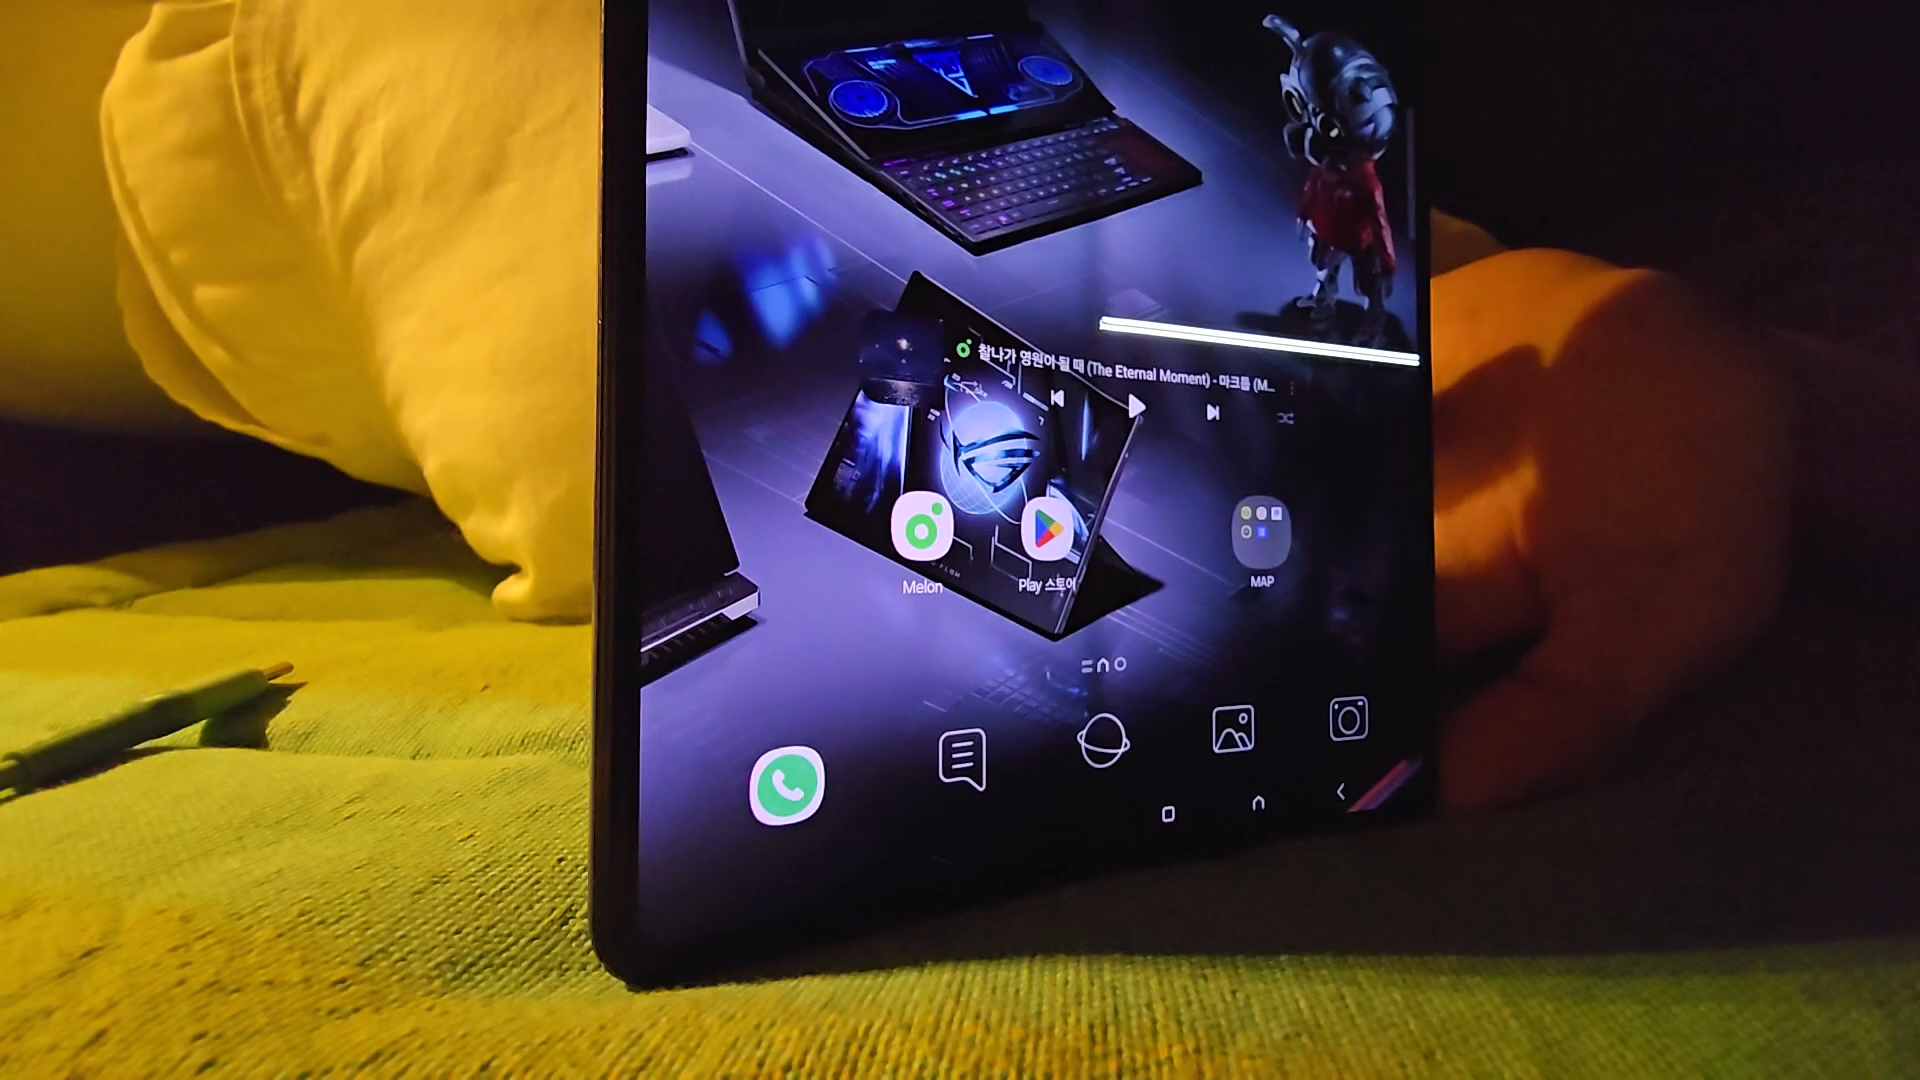 찰나가 영원이 될 때 (The Eternal Moment) - 마크툽 (M...
Melon
Play 스토어
MAP